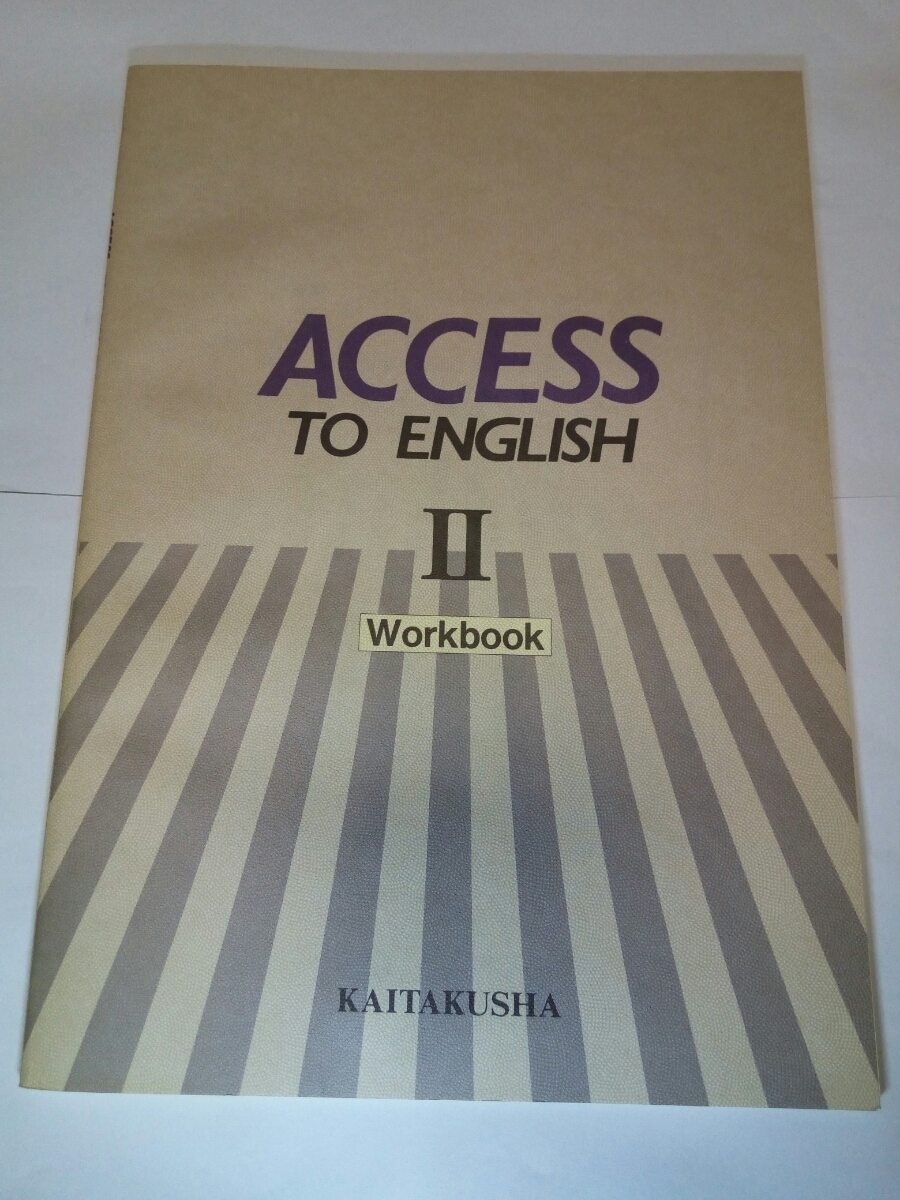 ACCESS
TO ENGLISH
II
Workbook
KAITAKUSHA